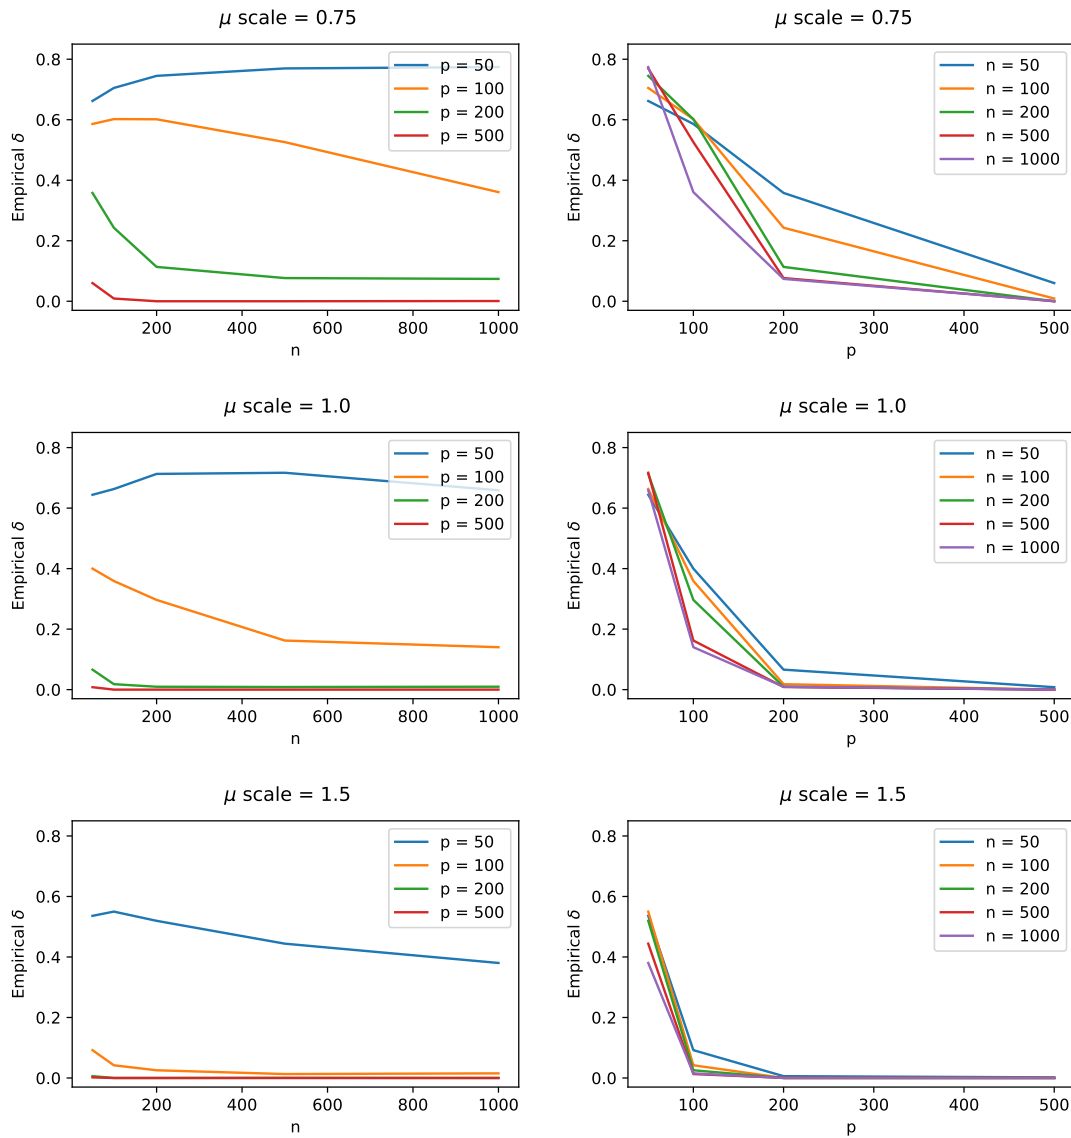 μ scale = 0.75
Empirical δ
0.8
0.6
0.4
0.2
0.0
p = 50
p = 100
p = 200
p = 500
200
400
600
800
1000
n
μ scale = 0.75
Empirical δ
0.8
0.6
0.4
0.2
0.0
n = 50
n = 100
n = 200
n = 500
n = 1000
100
200
300
400
500
p
μ scale = 1.0
Empirical δ
0.8
0.6
0.4
0.2
0.0
p = 50
p = 100
p = 200
p = 500
200
400
600
800
1000
n
μ scale = 1.0
Empirical δ
0.8
0.6
0.4
0.2
0.0
n = 50
n = 100
n = 200
n = 500
n = 1000
100
200
300
400
500
p
μ scale = 1.5
Empirical δ
0.8
0.6
0.4
0.2
0.0
p = 50
p = 100
p = 200
p = 500
200
400
600
800
1000
n
μ scale = 1.5
Empirical δ
0.8
0.6
0.4
0.2
0.0
n = 50
n = 100
n = 200
n = 500
n = 1000
100
200
300
400
500
p